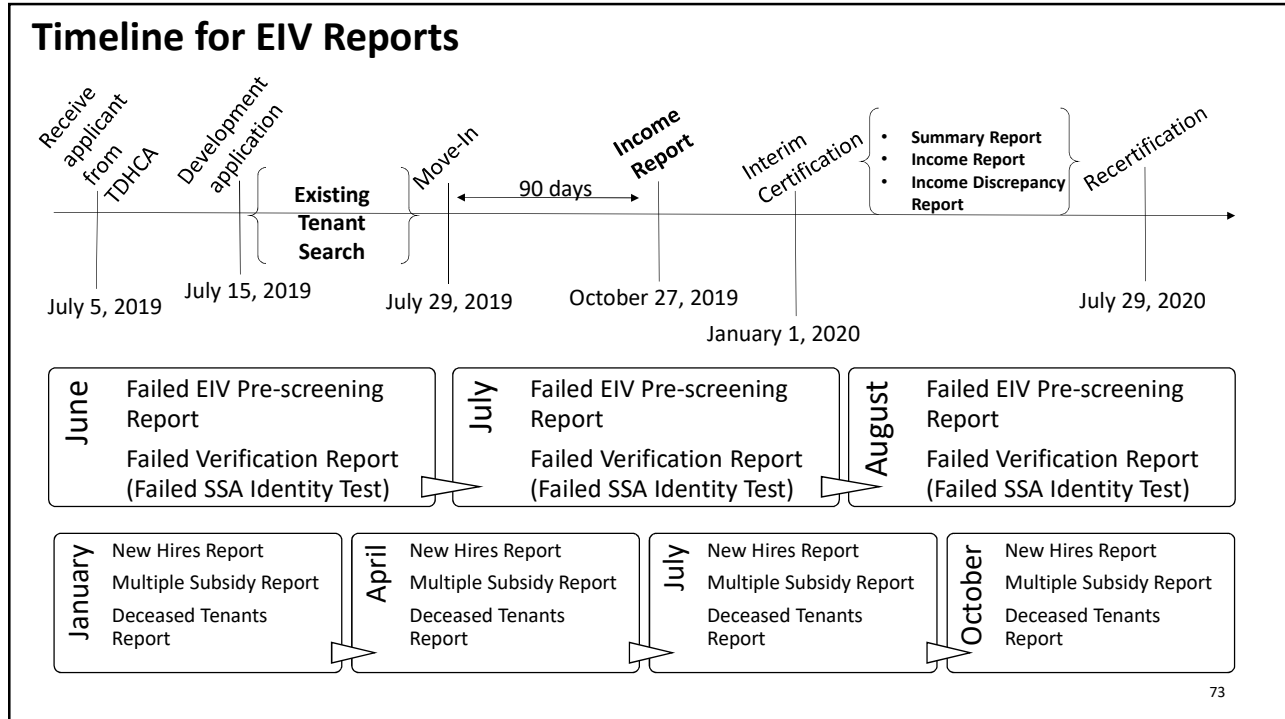 Timeline for EIV Reports
Receive
applicant
from
TDHCA
Development
application
Existing
Tenant
Search
Move-In
90 days
Income
Report
Interim
Certification
• Summary Report
• Income Report
• Income Discrepancy
Report
Recertification
July 5, 2019
July 15, 2019
July 29, 2019
October 27, 2019
January 1, 2020
July 29, 2020
June
Failed EIV Pre-screening
Report
Failed Verification Report
(Failed SSA Identity Test)
July
Failed EIV Pre-screening
Report
Failed Verification Report
(Failed SSA Identity Test)
August
Failed EIV Pre-screening
Report
Failed Verification Report
(Failed SSA Identity Test)
January
New Hires Report
Multiple Subsidy Report
Deceased Tenants
Report
April
New Hires Report
Multiple Subsidy Report
Deceased Tenants
Report
July
New Hires Report
Multiple Subsidy Report
Deceased Tenants
Report
October
New Hires Report
Multiple Subsidy Report
Deceased Tenants
Report
73